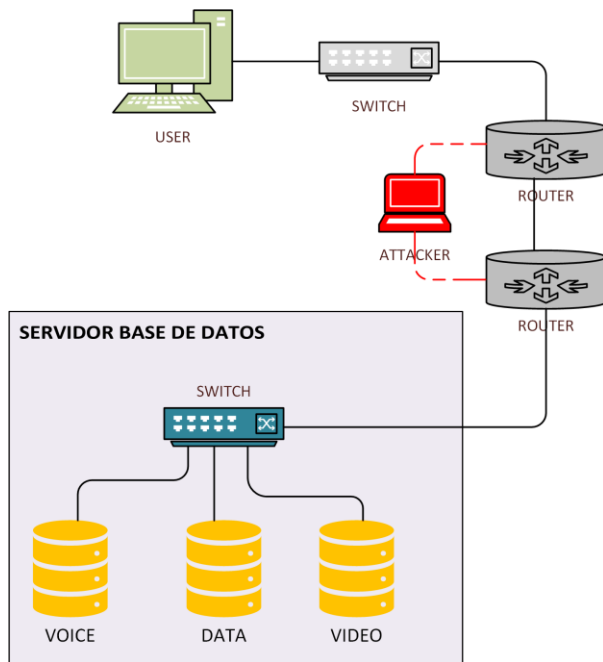 SWITCH
USER
ROUTER
ATTACKER
ROUTER
SERVIDOR BASE DE DATOS
SWITCH
VOICE
DATA
VIDEO